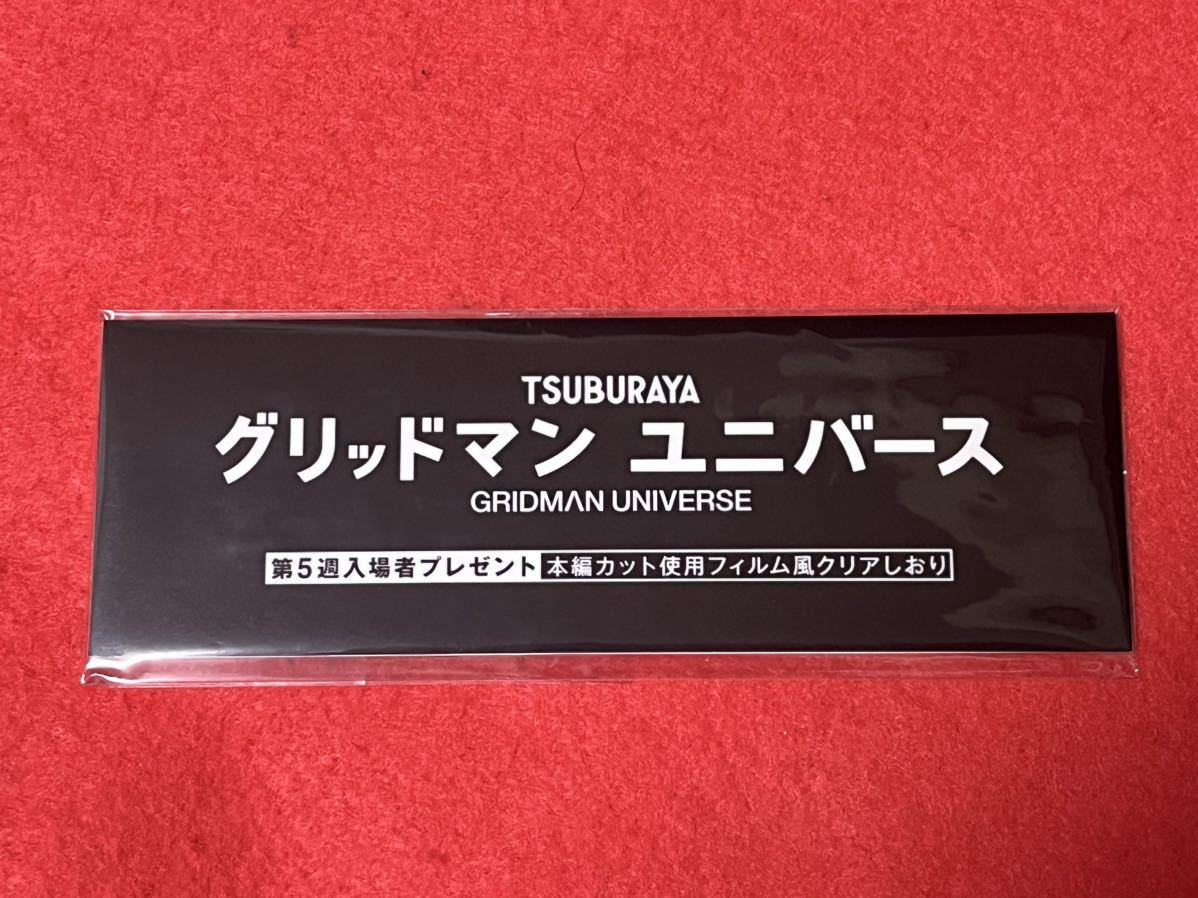 TSUBURAYA
グリッドマン ユニバース
GRIDMAN UNIVERSE
第5週入場者プレゼント 本編カット使用フィルム風クリアしおり